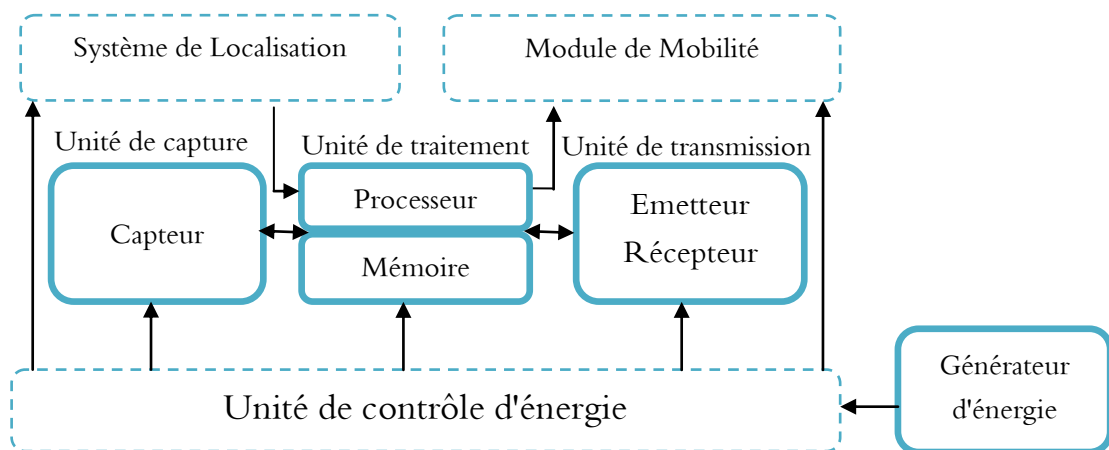 Système de Localisation
Module de Mobilité
Unité de capture
Unité de traitement
Unité de transmission
Capteur
Processeur
Mémoire
Emetteur
Récepteur
Unité de contrôle d'énergie
Générateur
d'énergie